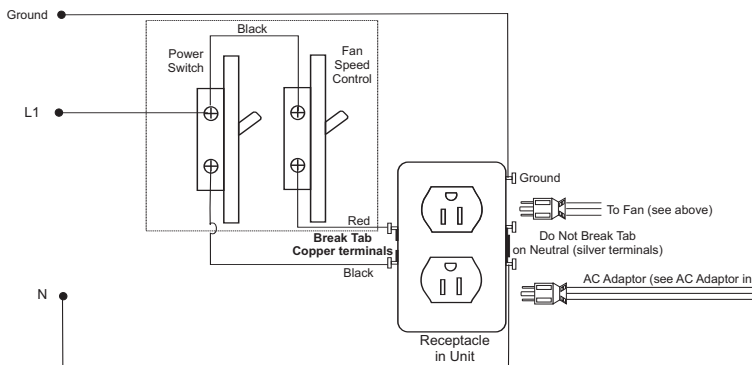 Ground
Black
Power
Switch
Fan
Speed
Control
L1
Ground
To Fan (see above)
Red
Break Tab
Copper terminals
Do Not Break Tab
on Neutral (silver terminals)
Black
AC Adaptor (see AC Adaptor in
N
Receptacle
in Unit